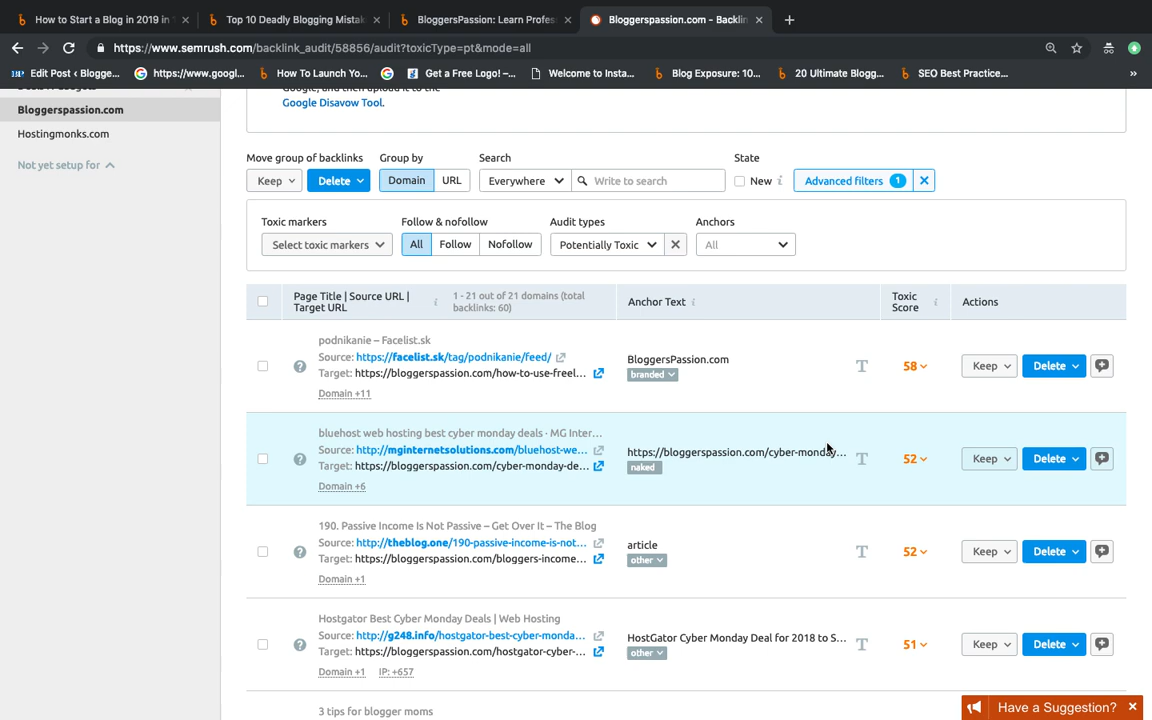 How to Start a Blog in 2019 in
Top 10 Deadly Blogging Mistak
BloggersPassion: Learn Profes
Bloggerspassion.com - Backlin
https://www.semrush.com/backlink_audit/58856/audit?toxicType=pt&mode=all
Edit Post ‹ Blogge...
https://www.googl...
How To Launch You...
Get a Free Logo! –...
Welcome to Insta...
Blog Exposure: 10...
20 Ultimate Blogg...
SEO Best Practice...
Bloggerspassion.com
Hostingmonks.com
Not yet setup for
Google, and then upload it to the
Google Disavow Tool.
Move group of backlinks Group by Search State
Keep Delete Domain URL Everywhere Write to search New i Advanced filters 1
Toxic markers Follow & nofollow Audit types Anchors
Select toxic markers All Follow Nofollow Potentially Toxic All
Page Title | Source URL |
Target URL
1 - 21 out of 21 domains (total
backlinks: 60)
Anchor Text
Toxic
Score
Actions
podnikanie – Facelist.sk
Source: https://facelist.sk/tag/podnikanie/feed/
Target: https://bloggerspassion.com/how-to-use-freel...
Domain +11
BloggersPassion.com
branded
T
58
Keep Delete
bluehost web hosting best cyber monday deals · MG Inter...
Source: http://mginternetsolutions.com/bluehost-we...
Target: https://bloggerspassion.com/cyber-monday-de...
Domain +6
https://bloggerspassion.com/cyber-monday...
naked
T
52
Keep Delete
190. Passive Income Is Not Passive – Get Over It – The Blog
Source: http://theblog.one/190-passive-income-is-not...
Target: https://bloggerspassion.com/bloggers-income...
Domain +1
article
other
T
52
Keep Delete
Hostgator Best Cyber Monday Deals | Web Hosting
Source: http://g248.info/hostgator-best-cyber-monda...
Target: https://bloggerspassion.com/hostgator-cyber-...
Domain +1 IP: +657
HostGator Cyber Monday Deal for 2018 to S...
other
T
51
Keep Delete
3 tips for blogger moms
Have a Suggestion?